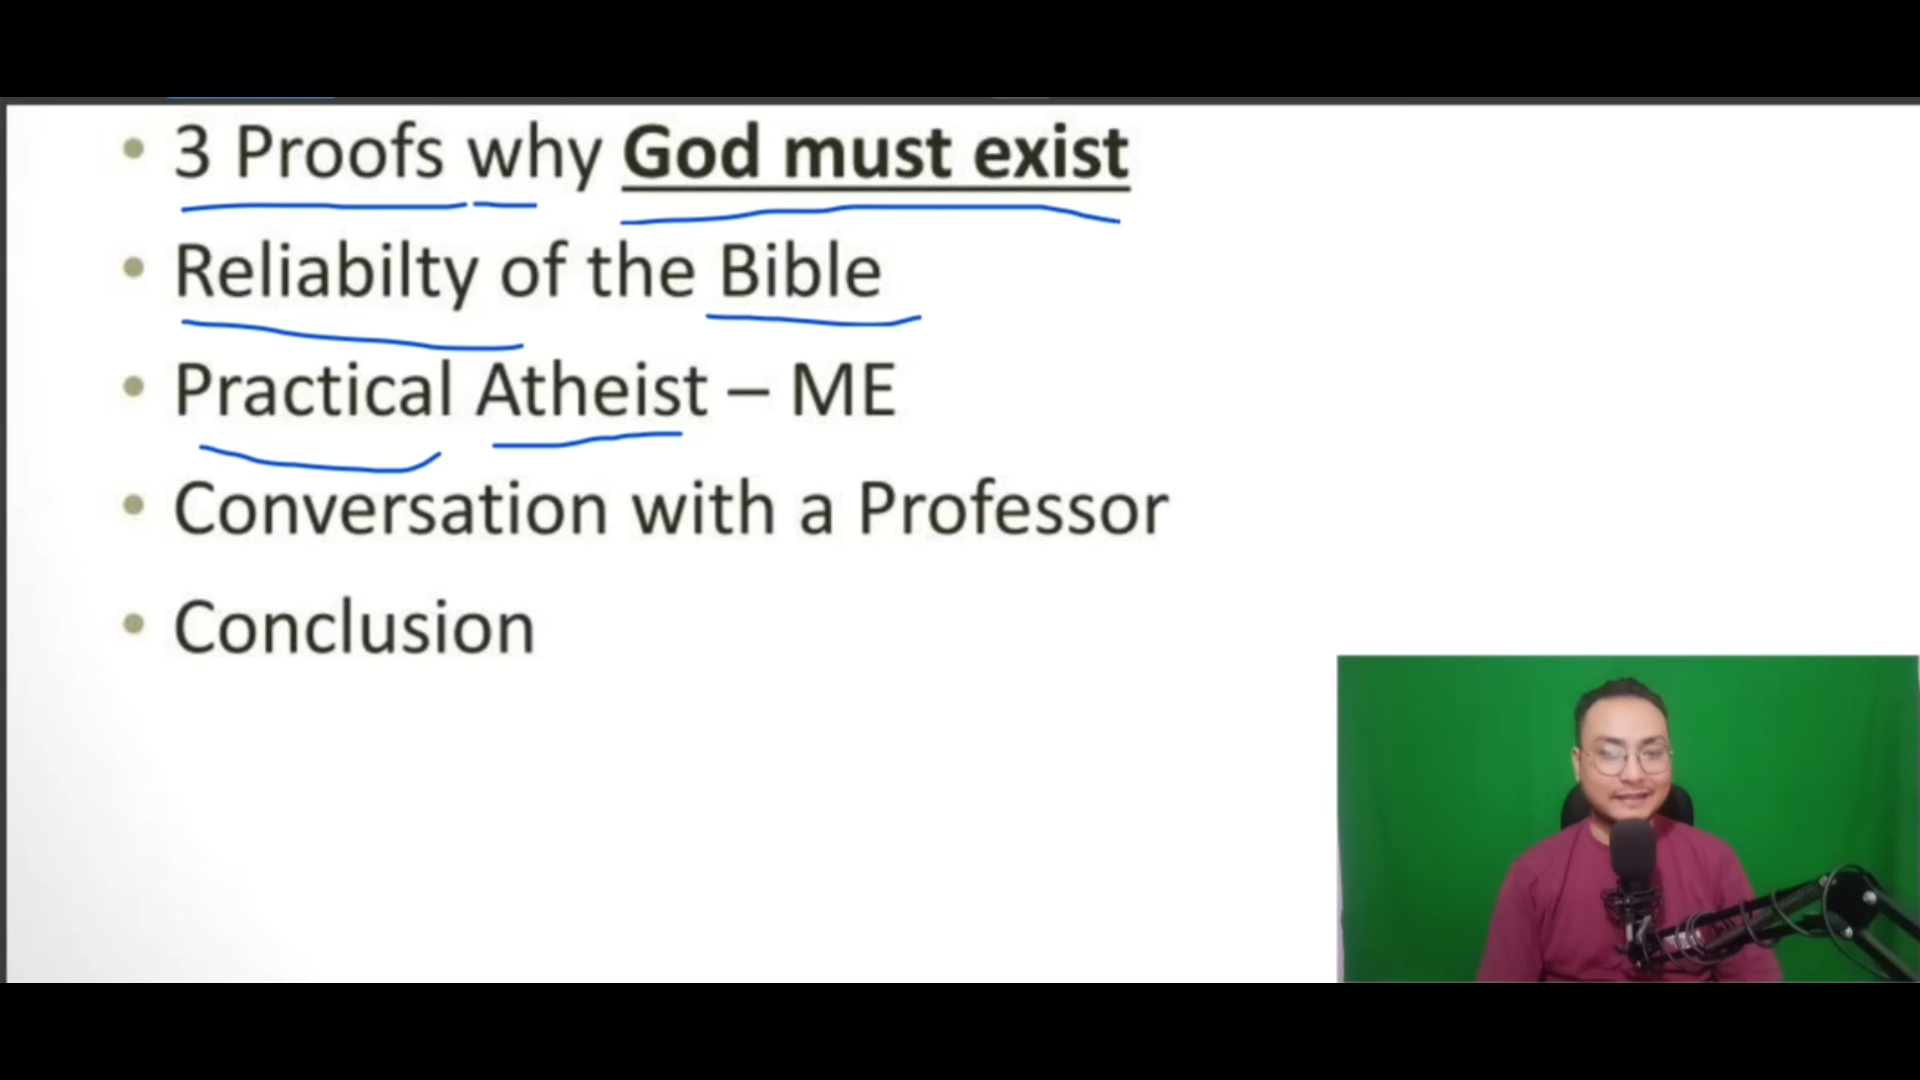 3 Proofs why God must exist
Reliabilty of the Bible
Practical Atheist – ME
Conversation with a Professor
Conclusion